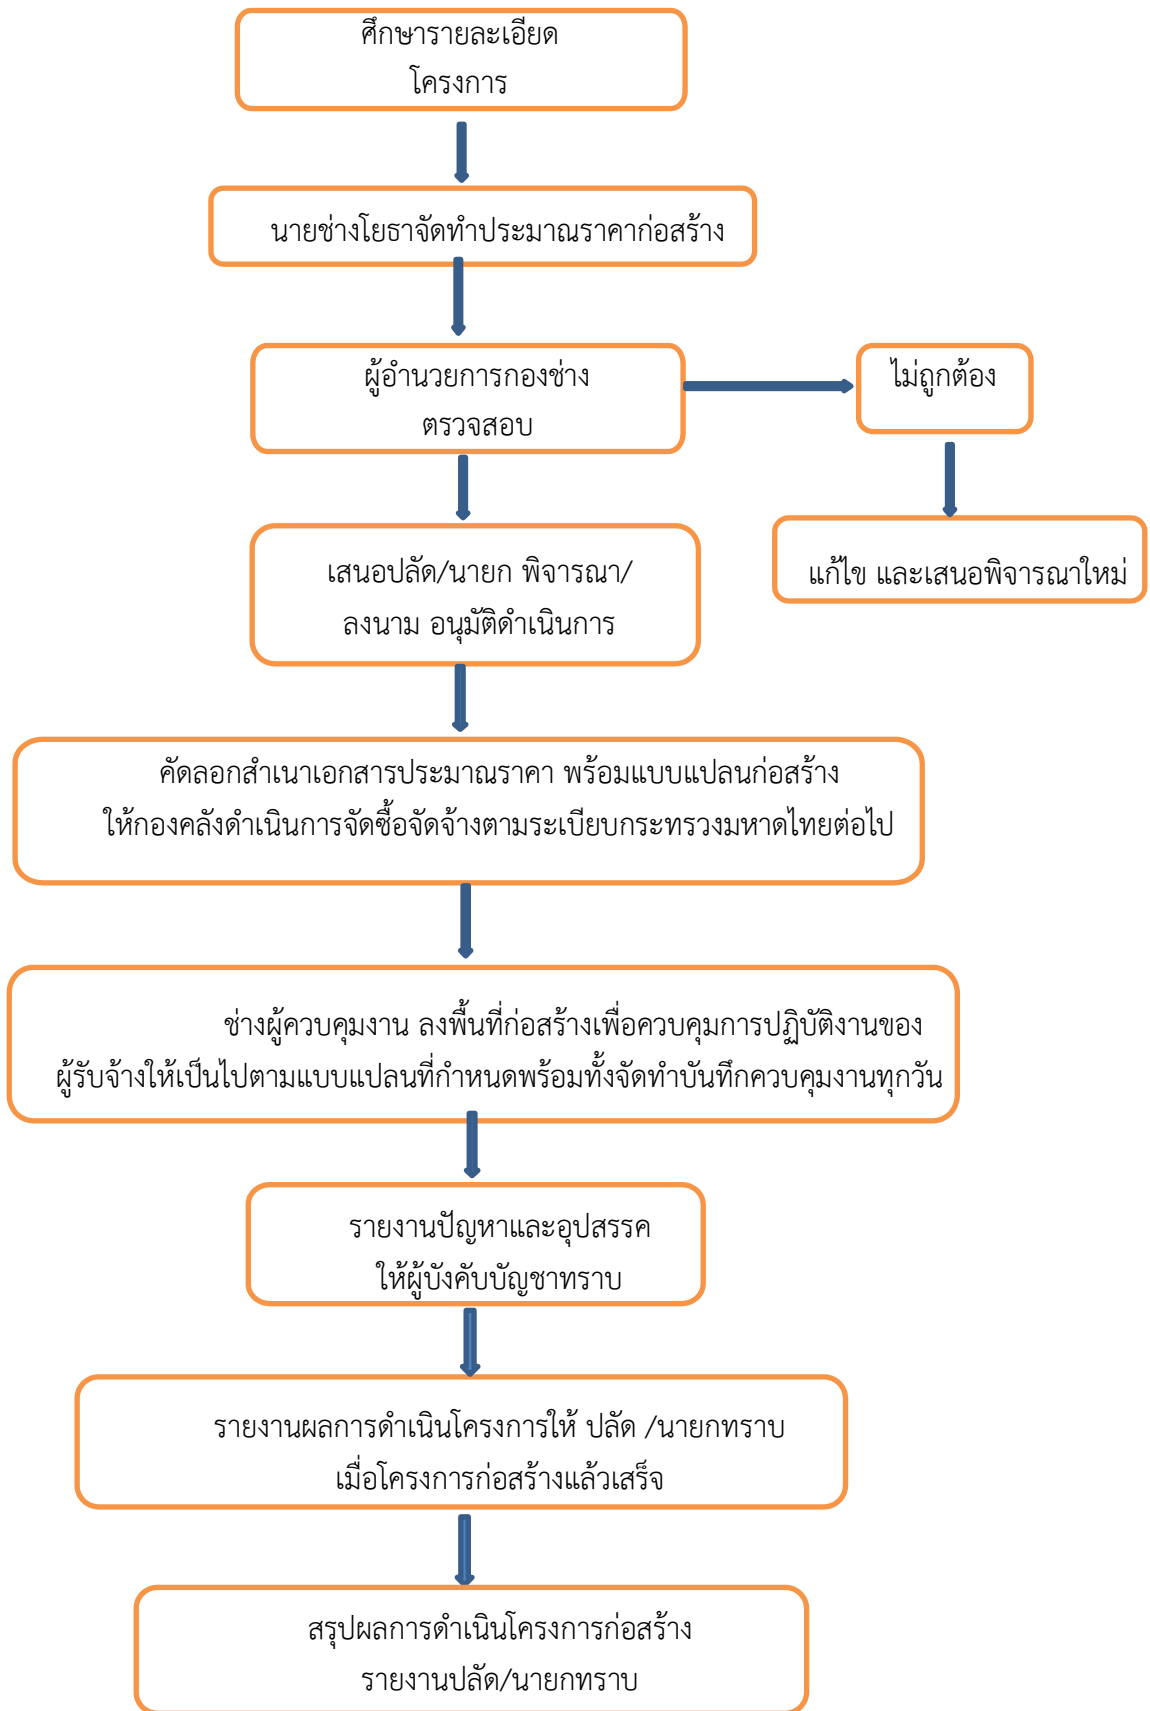 ศึกษารายละเอียด
โครงการ
นายช่างโยธาจัดทำประมาณราคาก่อสร้าง
ผู้อำนวยการกองช่าง
ตรวจสอบ
ไม่ถูกต้อง
เสนอปลัด/นายก พิจารณา/
ลงนาม อนุมัติดำเนินการ
แก้ไข และเสนอพิจารณาใหม่
คัดลอกสำเนาเอกสารประมาณราคา พร้อมแบบแปลนก่อสร้าง
ให้กองคลังดำเนินการจัดซื้อจัดจ้างตามระเบียบกระทรวงมหาดไทยต่อไป
ช่างผู้ควบคุมงาน ลงพื้นที่ก่อสร้างเพื่อควบคุมการปฏิบัติงานของ
ผู้รับจ้างให้เป็นไปตามแบบแปลนที่กำหนดพร้อมทั้งจัดทำบันทึกควบคุมงานทุกวัน
รายงานปัญหาและอุปสรรค
ให้ผู้บังคับบัญชาทราบ
รายงานผลการดำเนินโครงการให้ ปลัด /นายกทราบ
เมื่อโครงการก่อสร้างแล้วเสร็จ
สรุปผลการดำเนินโครงการก่อสร้าง
รายงานปลัด/นายกทราบ